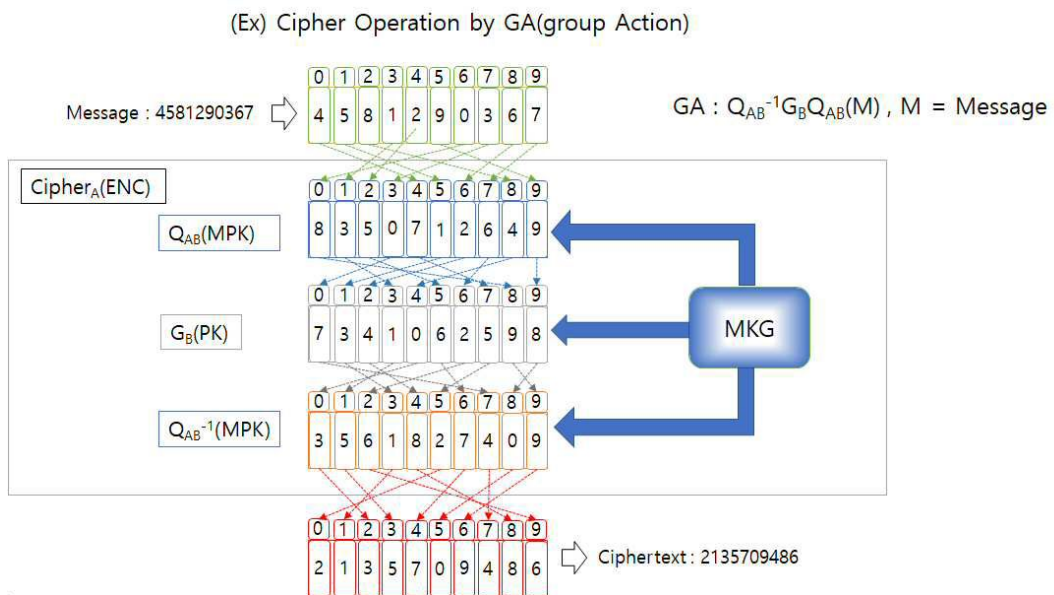 (Ex) Cipher Operation by GA(group Action)
0 1 2 3 4 5 6 7 8 9
Message : 4581290367
4 5 8 1 2 9 0 3 6 7
GA : Q_AB⁻¹G_BQ_AB(M) , M = Message
Cipher_A(ENC)
0 1 2 3 4 5 6 7 8 9
Q_AB(MPK)
8 3 5 0 7 1 2 6 4 9
0 1 2 3 4 5 6 7 8 9
G_B(PK)
7 3 4 1 0 6 2 5 9 8
MKG
0 1 2 3 4 5 6 7 8 9
Q_AB⁻¹(MPK)
3 5 6 1 8 2 7 4 0 9
0 1 2 3 4 5 6 7 8 9
2 1 3 5 7 0 9 4 8 6
Ciphertext : 2135709486